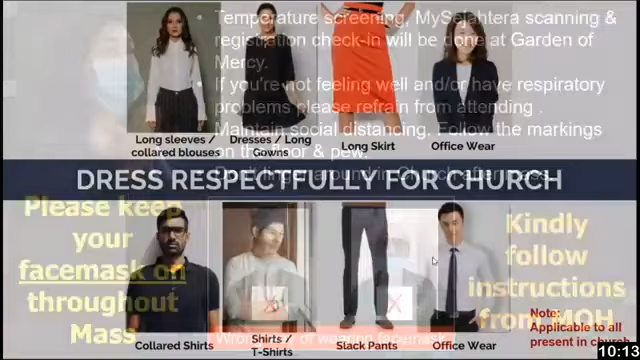 Temperature screening, MySejahtera scanning &
registration check-in will be done at Garden of
Mercy.
If you're not feeling well and/or have respiratory
problems please refrain from attending .
Maintain social distancing. Follow the markings
on the floor & pew.
Long sleeves /
collared blouses
Dresses / Long
Gowns
Long Skirt
Office Wear
DRESS RESPECTFULLY FOR CHURCH
Please keep
your
facemask on
throughout
Mass
Kindly
follow
instructions
from MOH
Collared Shirts
Shirts /
T-Shirts
Slack Pants
Office Wear
Note:
Applicable to all
present in church
10:13